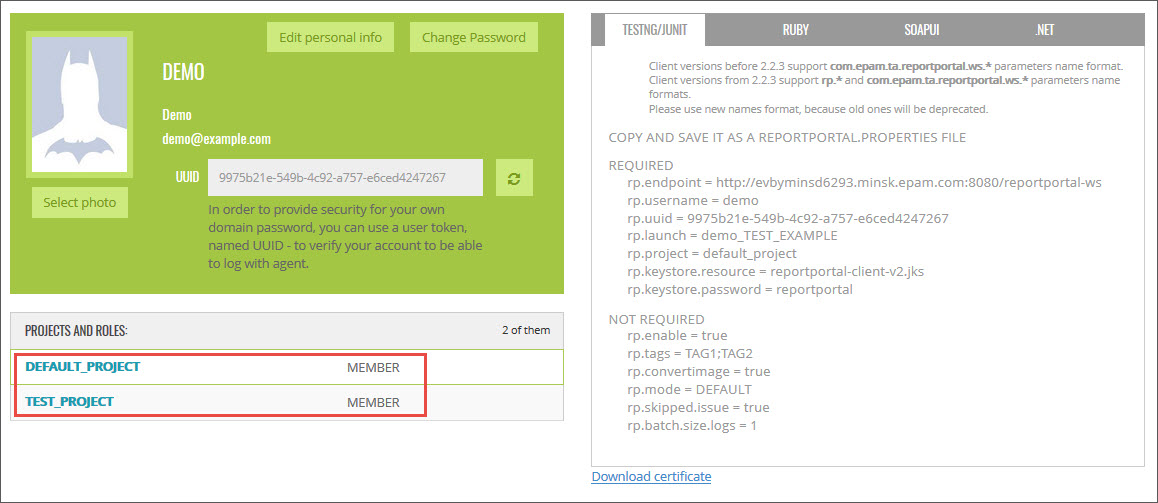 Edit personal info
Change Password
DEMO
Demo
demo@example.com
UUID
9975b21e-549b-4c92-a757-e6ced4247267
In order to provide security for your own
domain password, you can use a user token,
named UUID - to verify your account to be able
to log with agent.
Select photo
PROJECTS AND ROLES:
2 of them
DEFAULT_PROJECT MEMBER
TEST_PROJECT MEMBER
TESTNG/JUNIT RUBY SOAPUI .NET
Client versions before 2.2.3 support com.epam.ta.reportportal.ws.* parameters name format.
Client versions from 2.2.3 support rp.* and com.epam.ta.reportportal.ws.* parameters name
formats.
Please use new names format, because old ones will be deprecated.
COPY AND SAVE IT AS A REPORTPORTAL.PROPERTIES FILE
REQUIRED
rp.endpoint = http://evbyminsd6293.minsk.epam.com:8080/reportportal-ws
rp.username = demo
rp.uuid = 9975b21e-549b-4c92-a757-e6ced4247267
rp.launch = demo_TEST_EXAMPLE
rp.project = default_project
rp.keystore.resource = reportportal-client-v2.jks
rp.keystore.password = reportportal
NOT REQUIRED
rp.enable = true
rp.tags = TAG1;TAG2
rp.convertimage = true
rp.mode = DEFAULT
rp.skipped.issue = true
rp.batch.size.logs = 1
Download certificate